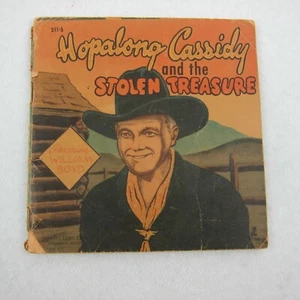 Hopalong Cassidy
and the
STOLEN TREASURE
WILLIAM
BOYD